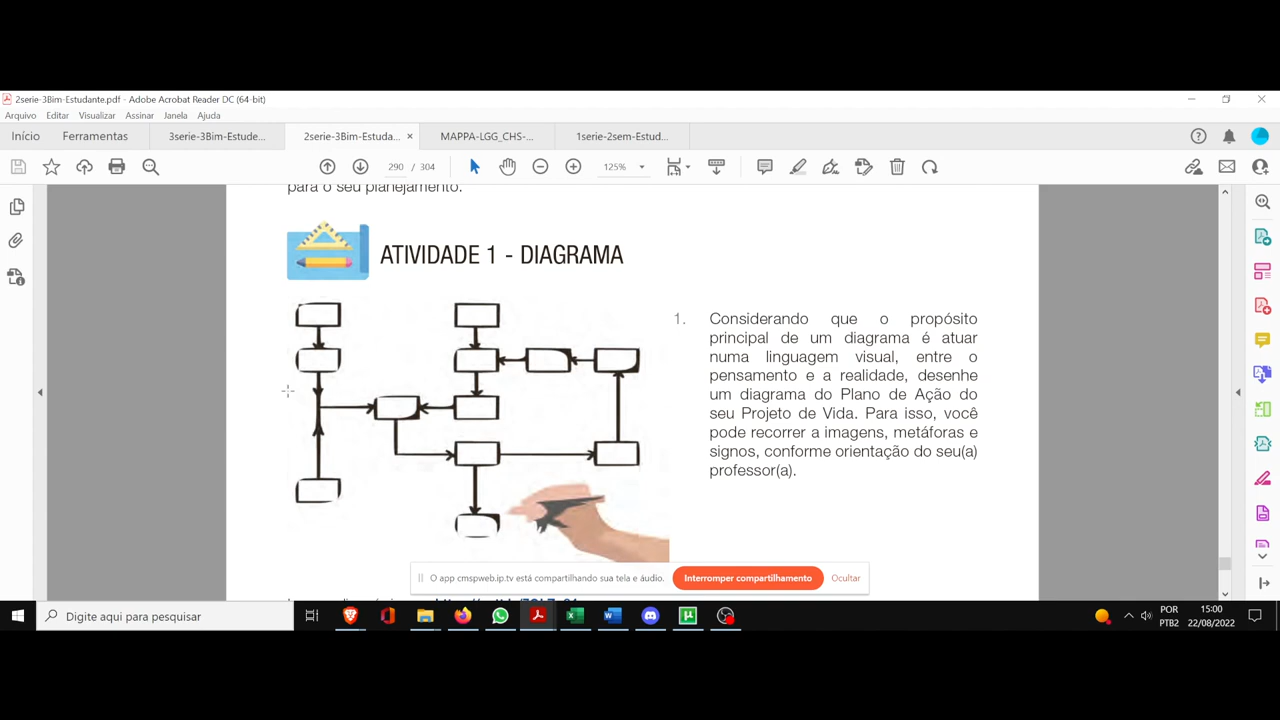 2serie-3Bim-Estudante.pdf - Adobe Acrobat Reader DC (64-bit)
Arquivo Editar Visualizar Assinar Janela Ajuda
Início Ferramentas 3serie-3Bim-Estude... 2serie-3Bim-Estuda... × MAPPA-LGG_CHS-... 1serie-2sem-Estud...
290 / 304 125%
para o seu planejamento.
ATIVIDADE 1 - DIAGRAMA
1. Considerando que o propósito
principal de um diagrama é atuar
numa linguagem visual, entre o
pensamento e a realidade, desenhe
um diagrama do Plano de Ação do
seu Projeto de Vida. Para isso, você
pode recorrer a imagens, metáforas e
signos, conforme orientação do seu(a)
professor(a).
O app cmspweb.ip.tv está compartilhando sua tela e áudio. Interromper compartilhamento Ocultar
Digite aqui para pesquisar
POR 15:00
PTB2 22/08/2022